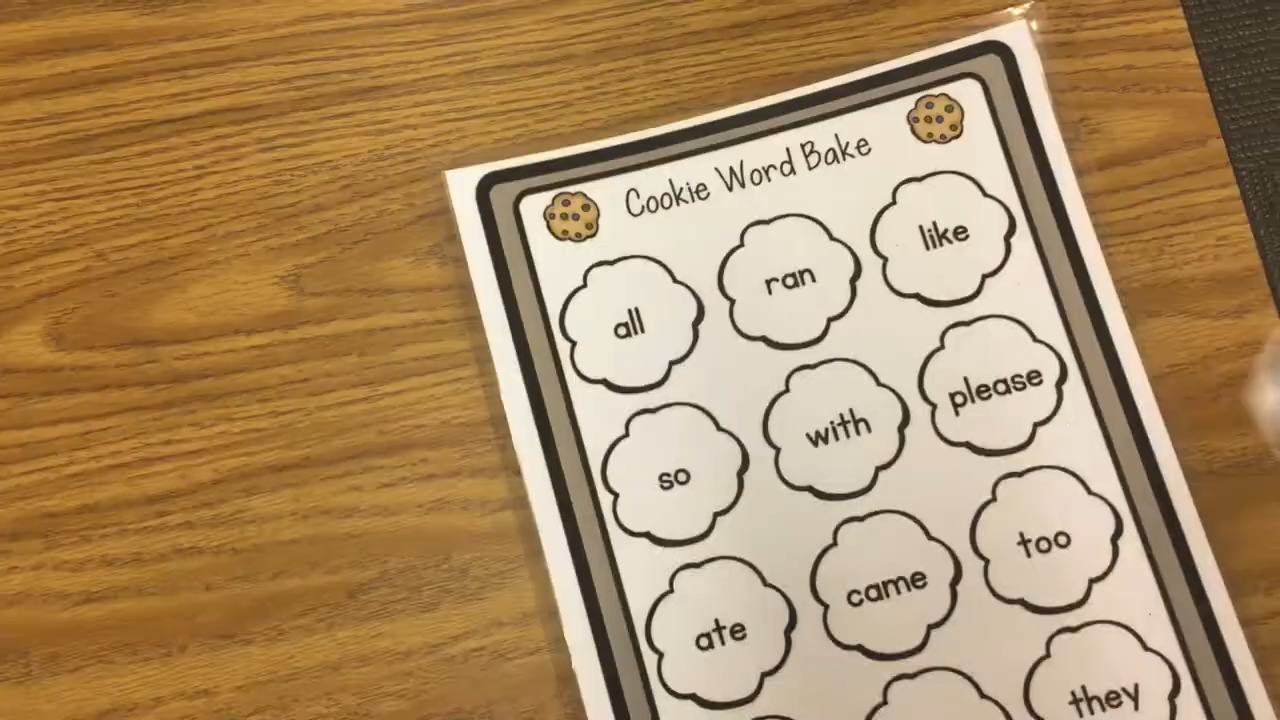 Cookie Word Bake
all ran like
so with please
ate came too
they